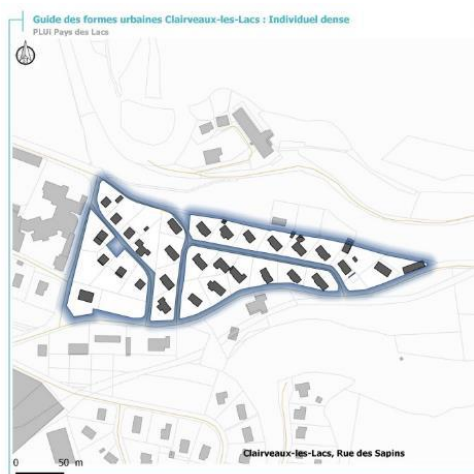 Guide des formes urbaines Clairveaux-les-Lacs : Individuel dense
PLUi Pays des Lacs
Clairveaux-les-Lacs, Rue des Sapins
0 50 m